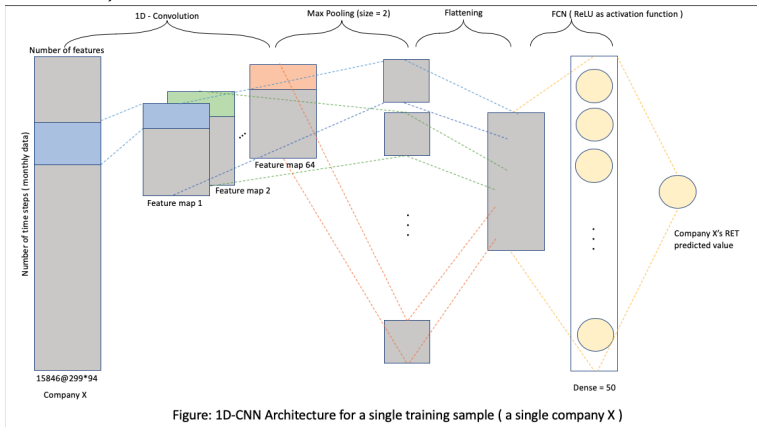 1D - Convolution
Max Pooling (size = 2)
Flattening
FCN ( ReLU as activation function )
Number of features
Number of time steps ( monthly data)
Feature map 1
Feature map 2
...
Feature map 64
Company X's RET
predicted value
15846@299*94
Company X
Dense = 50
Figure: 1D-CNN Architecture for a single training sample ( a single company X )